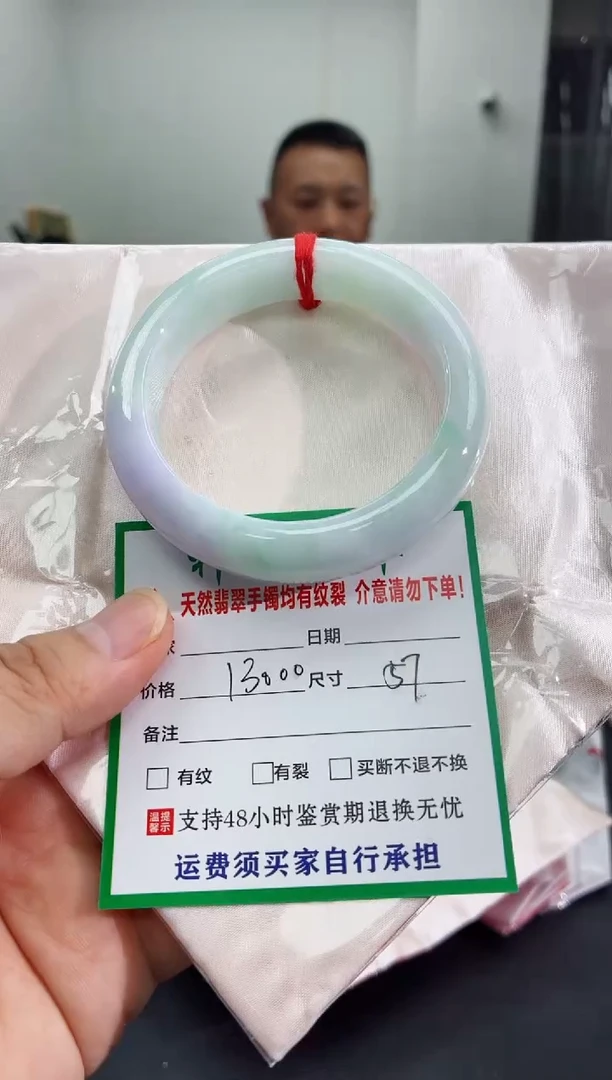 天然翡翠手镯均有纹裂 介意请勿下单!
日期
价格 13000 尺寸 57
备注
有纹 有裂 买断不退不换
温馨提示 支持48小时鉴赏期退换无忧
运费须买家自行承担